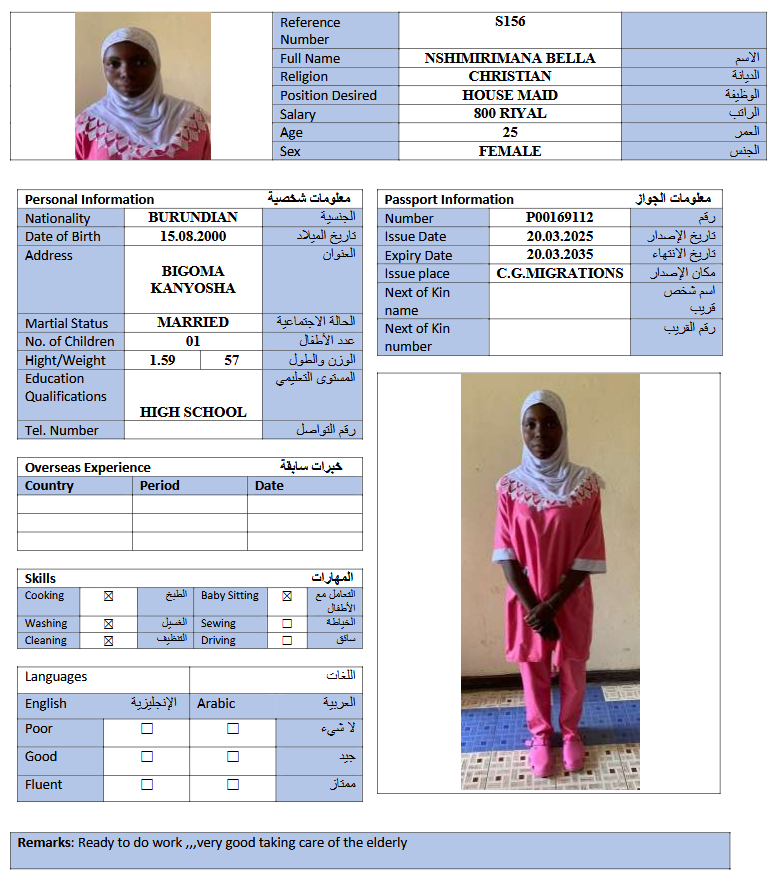 Reference Number S156
Full Name NSHIMIRIMANA BELLA الاسم
Religion CHRISTIAN الديانة
Position Desired HOUSE MAID الوظيفة
Salary 800 RIYAL الراتب
Age 25 العمر
Sex FEMALE الجنس
Personal Information معلومات شخصية
Nationality BURUNDIAN الجنسية
Date of Birth 15.08.2000 تاريخ الميلاد
Address BIGOMA KANYOSHA العنوان
Martial Status MARRIED الحالة الاجتماعية
No. of Children 01 عدد الأطفال
Hight/Weight 1.59 57 الوزن والطول
Education Qualifications HIGH SCHOOL المستوى التعليمي
Tel. Number رقم التواصل
Passport Information معلومات الجواز
Number P00169112 رقم
Issue Date 20.03.2025 تاريخ الإصدار
Expiry Date 20.03.2035 تاريخ الانتهاء
Issue place C.G.MIGRATIONS مكان الإصدار
Next of Kin name اسم شخص قريب
Next of Kin number رقم القريب
Overseas Experience خبرات سابقة
Country Period Date
Skills المهارات
Cooking ☒ الطبخ Baby Sitting ☒ التعامل مع الأطفال
Washing ☒ الغسيل Sewing ☐ الخياطة
Cleaning ☒ التنظيف Driving ☐ سائق
Languages اللغات
English الإنجليزية Arabic العربية
Poor ☐ ☐ لا شيء
Good ☐ ☐ جيد
Fluent ☐ ☐ ممتاز
Remarks: Ready to do work ,,,very good taking care of the elderly